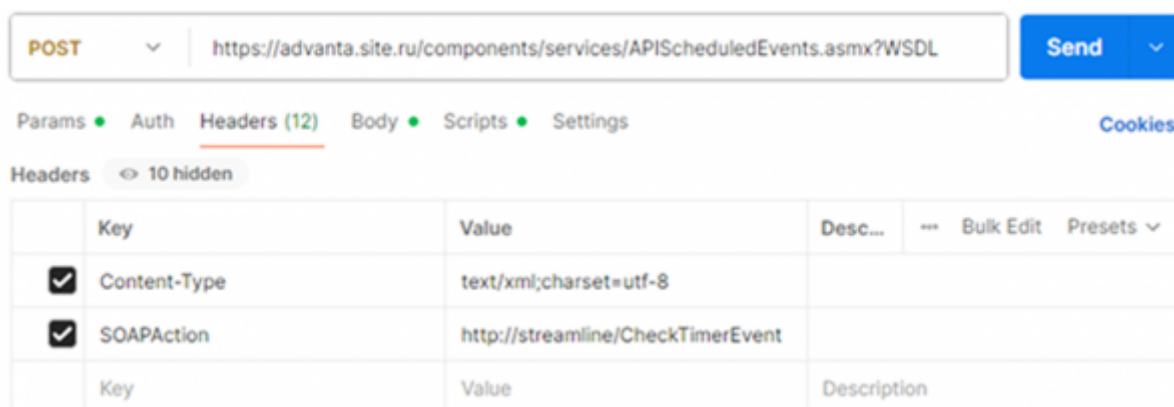 POST https://advanta.site.ru/components/services/APIScheduledEvents.asmx?WSDL Send
Params Auth Headers (12) Body Scripts Settings Cookies
Headers 10 hidden
Key Value Desc... ••• Bulk Edit Presets
Content-Type text/xml;charset=utf-8
SOAPAction http://streamline/CheckTimerEvent
Key Value Description